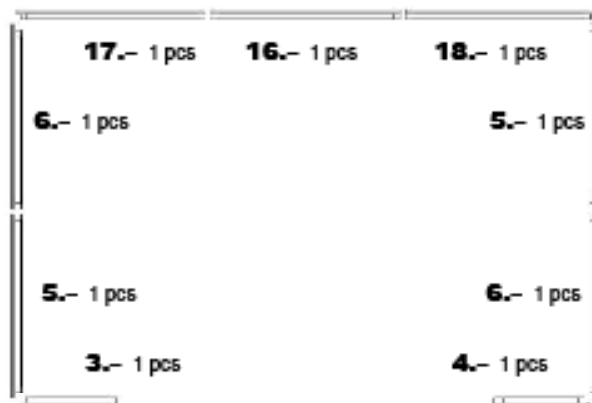 17.– 1 pcs 16.– 1 pcs 18.– 1 pcs
6.– 1 pcs 5.– 1 pcs
5.– 1 pcs 6.– 1 pcs
3.– 1 pcs 4.– 1 pcs